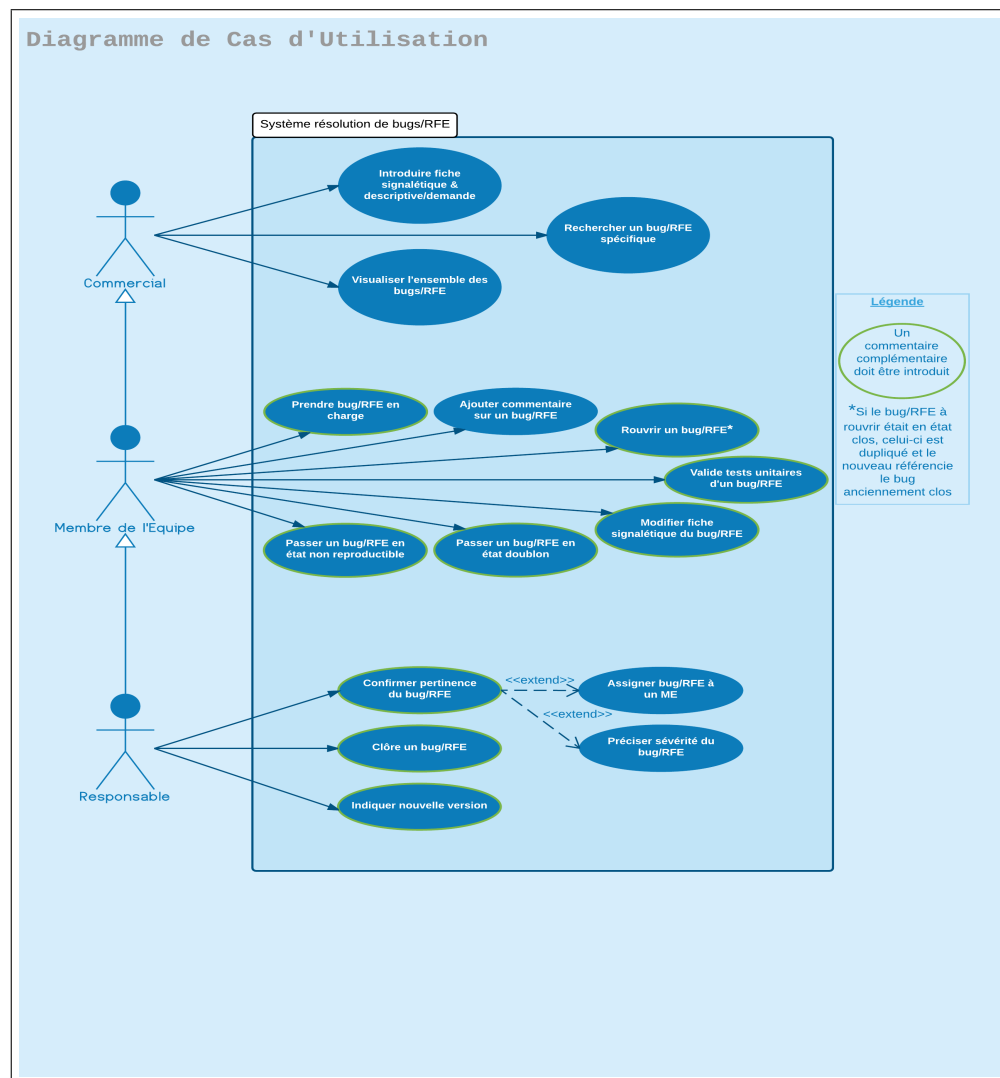 Diagramme de Cas d'Utilisation
Système résolution de bugs/RFE
Introduire fiche
signalétique &
descriptive/demande
Rechercher un bug/RFE
spécifique
Visualiser l'ensemble des
bugs/RFE
Commercial
Légende
Un
commentaire
complémentaire
doit être introduit
*Si le bug/RFE à
rouvrir était en état
clos, celui-ci est
dupliqué et le
nouveau référencie
le bug
anciennement clos
Prendre bug/RFE en
charge
Ajouter commentaire
sur un bug/RFE
Rouvrir un bug/RFE*
Valide tests unitaires
d'un bug/RFE
Modifier fiche
signalétique du bug/RFE
Passer un bug/RFE en
état non reproductible
Passer un bug/RFE en
état doublon
Membre de l'Equipe
Confirmer pertinence
du bug/RFE
<<extend>>
<<extend>>
Assigner bug/RFE à
un ME
Préciser sévérité du
bug/RFE
Clôre un bug/RFE
Indiquer nouvelle version
Responsable